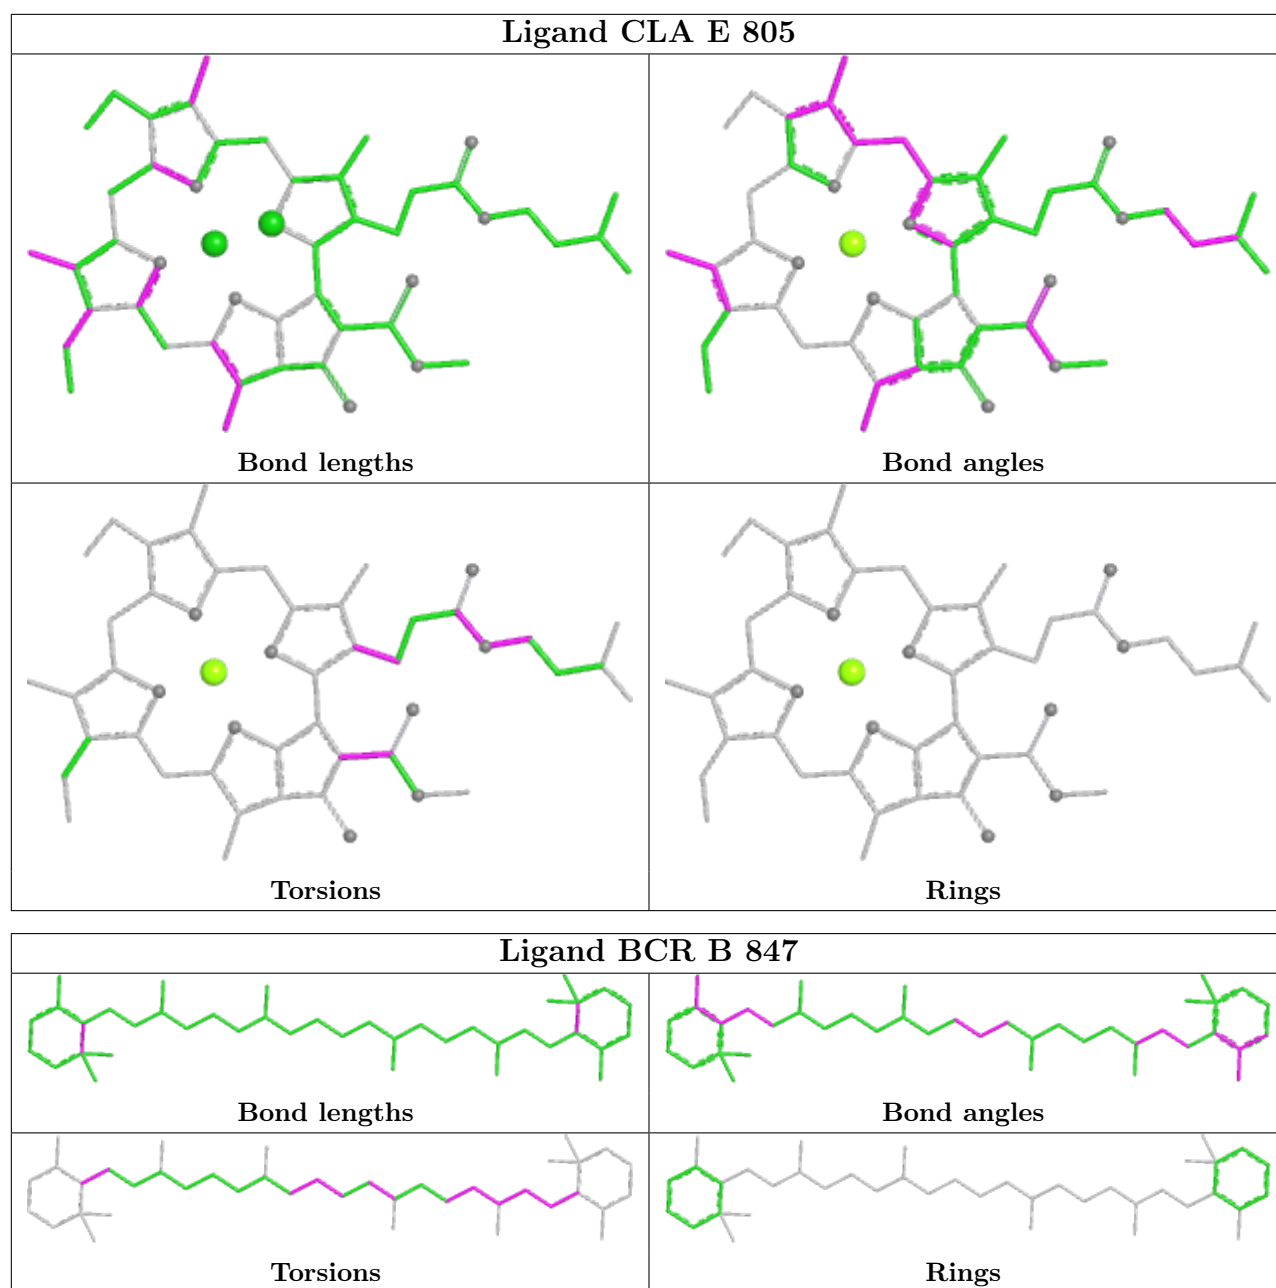 Ligand CLA E 805
Bond lengths
Bond angles
Torsions
Rings
Ligand BCR B 847
Bond lengths
Bond angles
Torsions
Rings